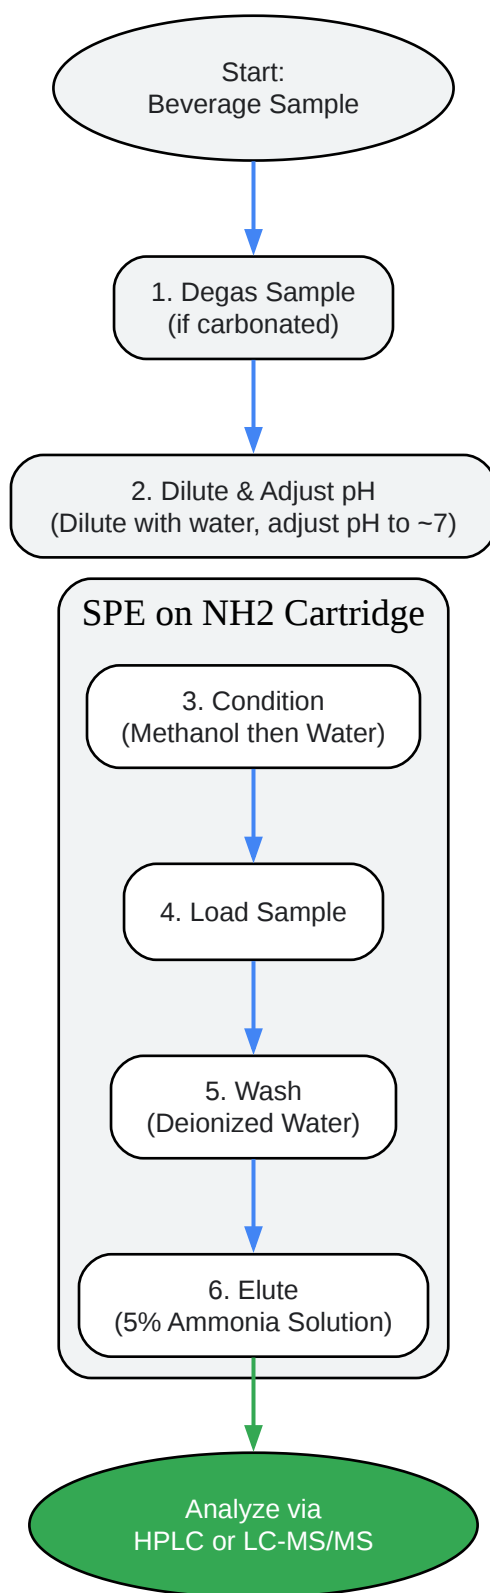 Start:
Beverage Sample
1. Degas Sample
(if carbonated)
2. Dilute & Adjust pH
(Dilute with water, adjust pH to ~7)
SPE on NH2 Cartridge
3. Condition
(Methanol then Water)
4. Load Sample
5. Wash
(Deionized Water)
6. Elute
(5% Ammonia Solution)
Analyze via
HPLC or LC-MS/MS